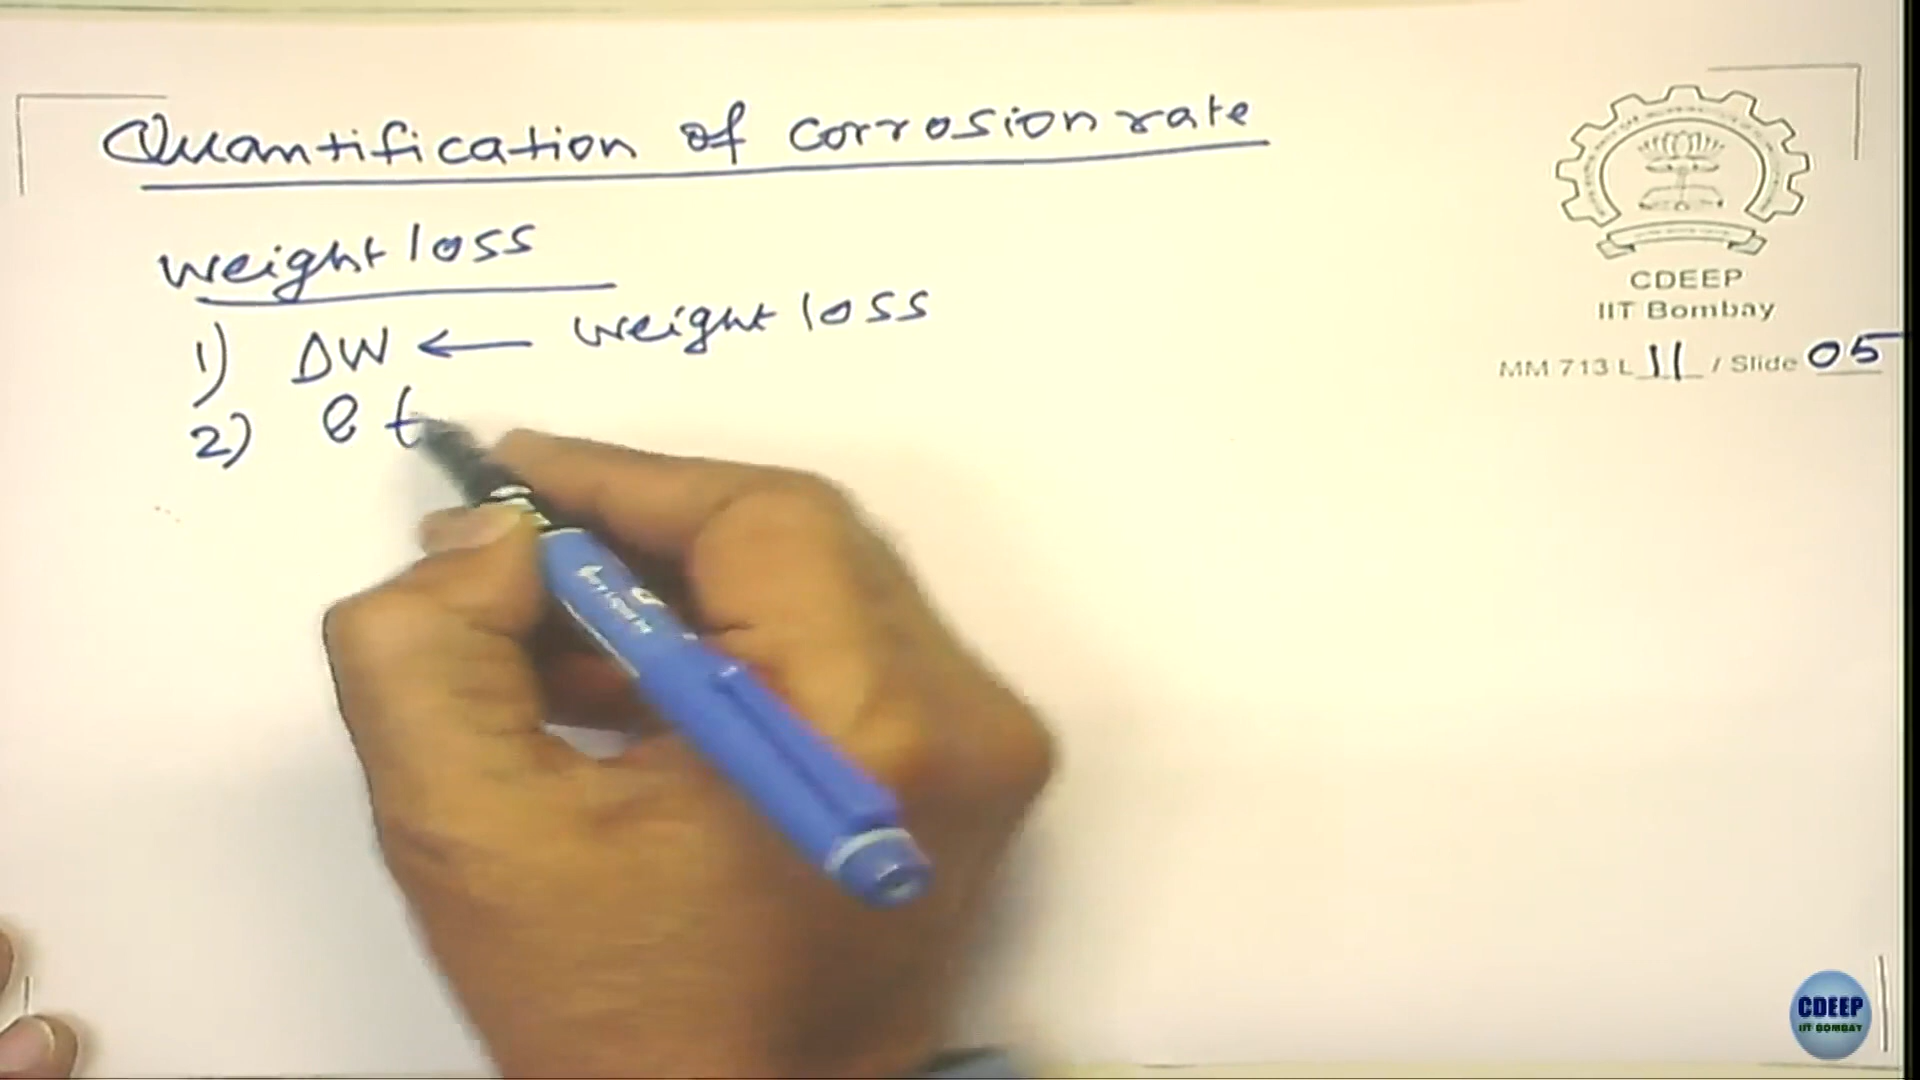 Quantification of corrosion rate
weight loss
1) ΔW ← weight loss
2) t
CDEEP
IIT Bombay
MM 713 L 11 / Slide 05
CDEEP
IIT BOMBAY